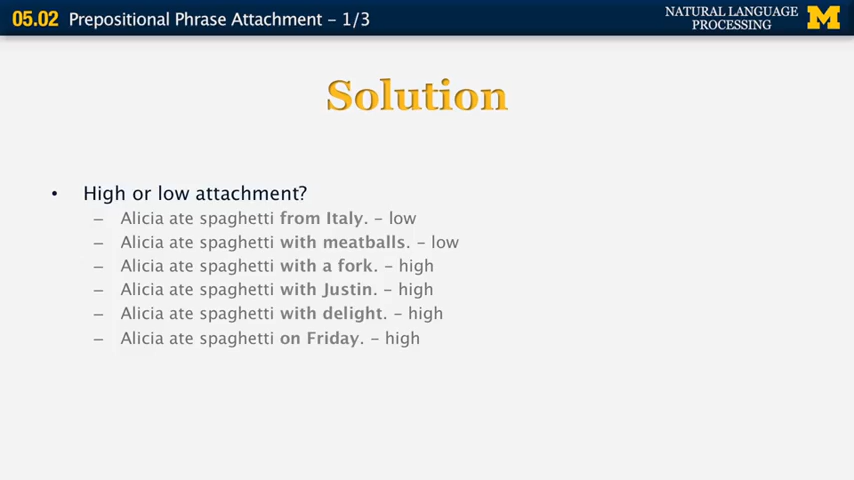 05.02 Prepositional Phrase Attachment – 1/3
NATURAL LANGUAGE
PROCESSING
M
Solution
• High or low attachment?
– Alicia ate spaghetti from Italy. – low
– Alicia ate spaghetti with meatballs. – low
– Alicia ate spaghetti with a fork. – high
– Alicia ate spaghetti with Justin. – high
– Alicia ate spaghetti with delight. – high
– Alicia ate spaghetti on Friday. – high